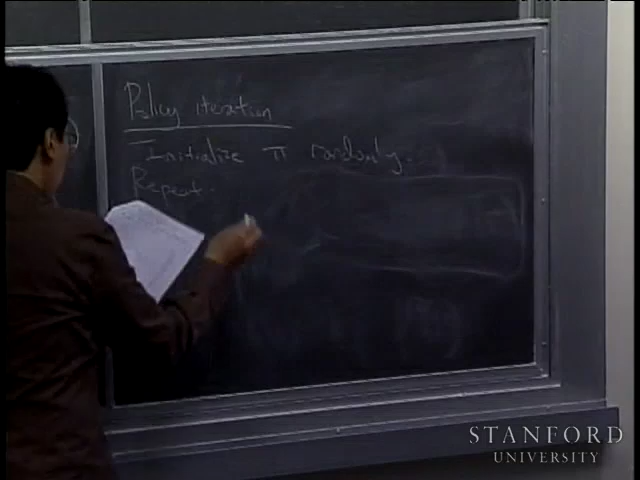 Policy iteration
Initialize π randomly.
Repeat.
STANFORD
UNIVERSITY